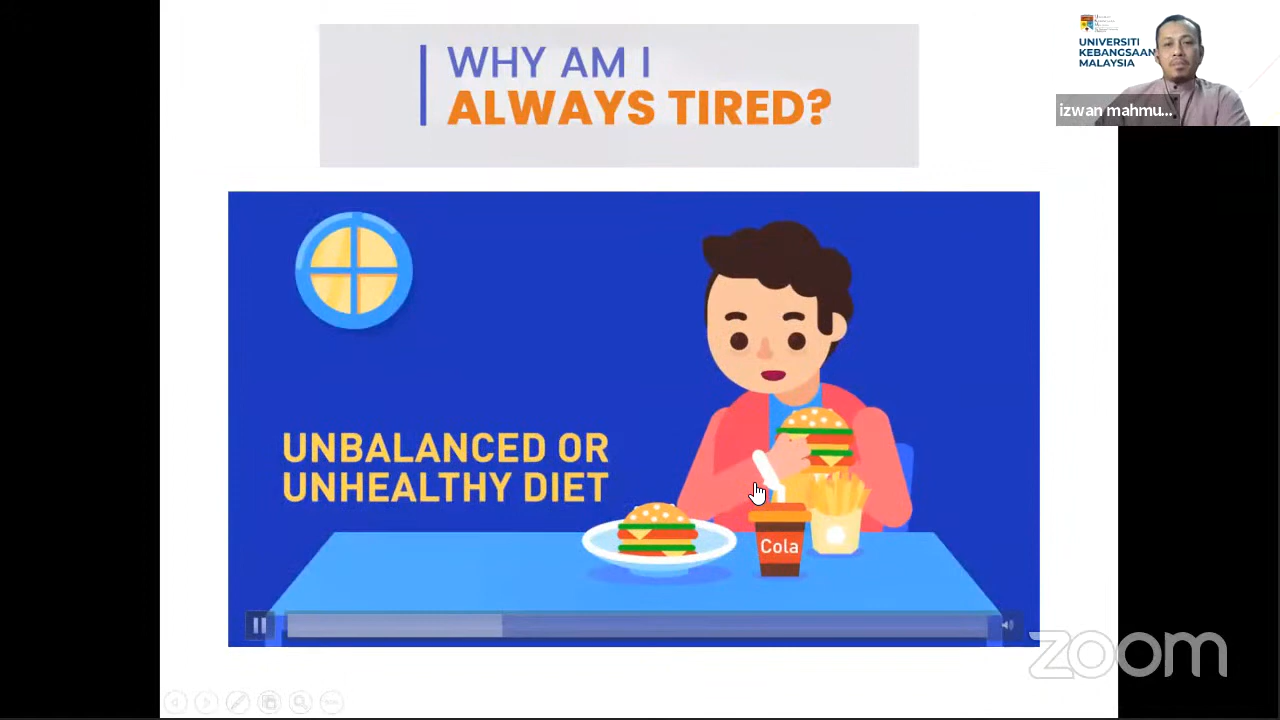 WHY AM I
ALWAYS TIRED?
UNIVERSITI
KEBANGSAAN
MALAYSIA
izwan mahmu...
UNBALANCED OR
UNHEALTHY DIET
Cola
zoom